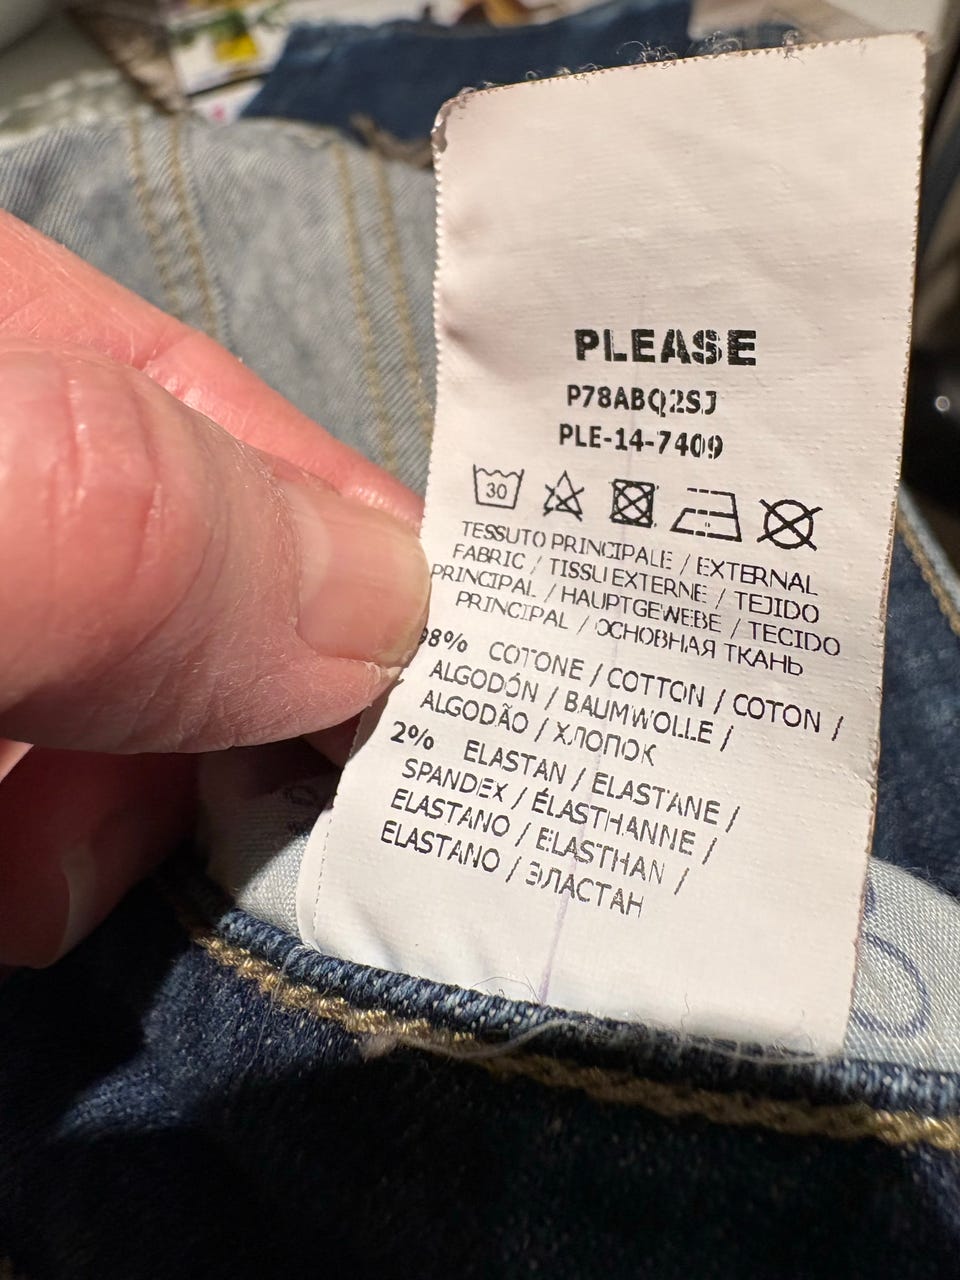 PLEASE
P78ABQ2SJ
PLE-14-7409
30
TESSUTO PRINCIPALE / EXTERNAL
FABRIC / TISSU EXTERNE / TEJIDO
PRINCIPAL / HAUPTGEWEBE / TECIDO
PRINCIPAL / ОСНОВНАЯ ТКАНЬ
98% COTONE / COTTON / COTON /
ALGODÓN / BAUMWOLLE /
ALGODÃO / ХЛОПОК
2% ELASTAN / ELASTANE /
SPANDEX / ÉLASTHANNE /
ELASTANO / ELASTHAN /
ELASTANO / ЭЛАСТАН